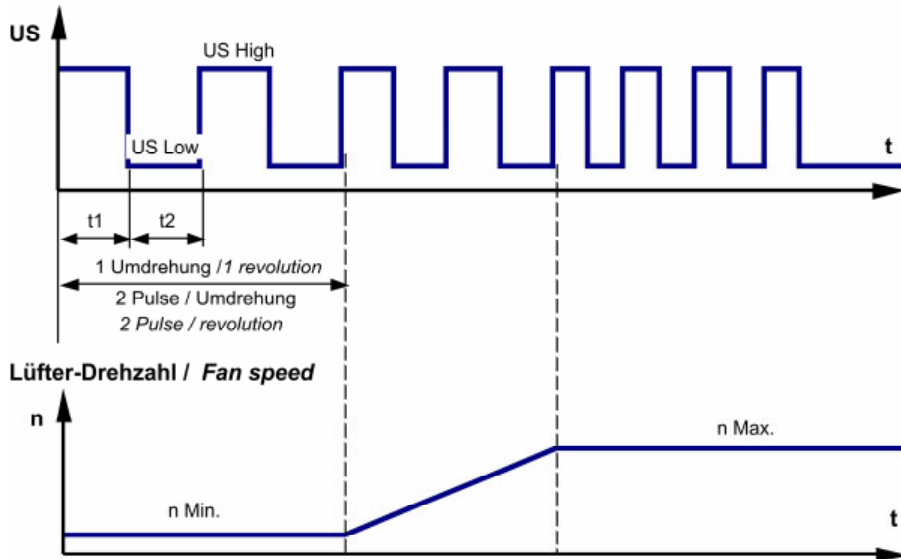 US
US High
US Low
t
t1
t2
1 Umdrehung /1 revolution
2 Pulse / Umdrehung
2 Pulse / revolution
Lüfter-Drehzahl / Fan speed
n
n Max.
n Min.
t